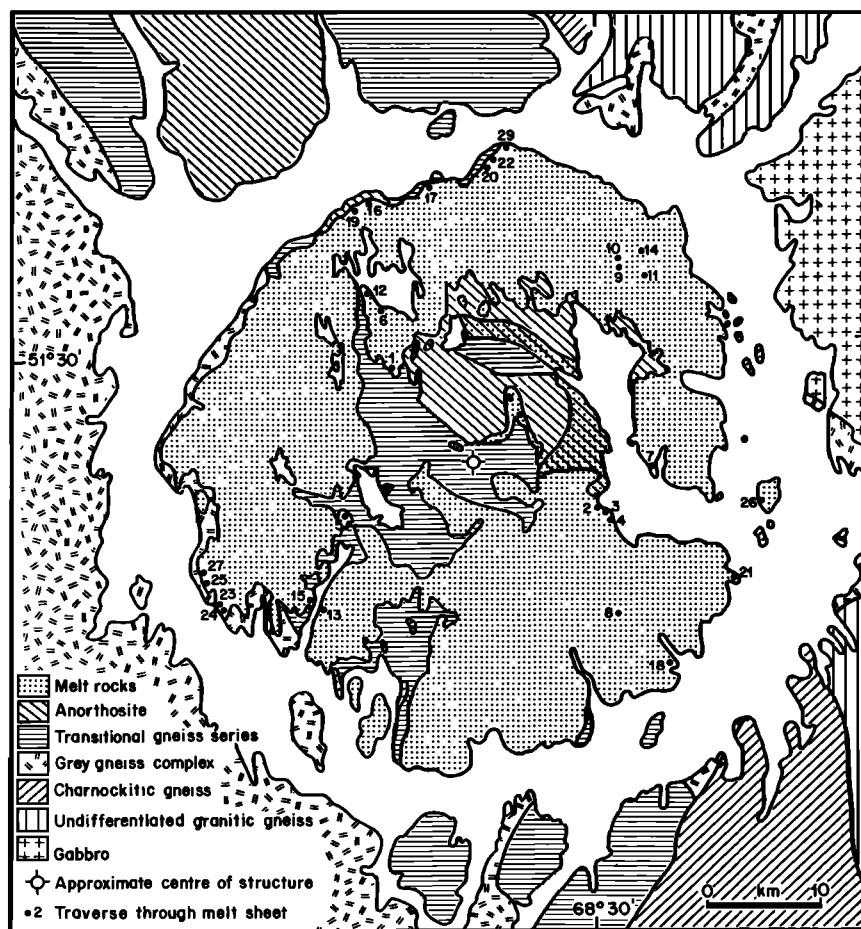 29
22
20
17
16
19
10
14
9
11
12
6
1
51° 30'
7
2
3
4
26
27
25
23
24
15
13
21
8
18
Melt rocks
Anorthosite
Transitional gneiss series
Grey gneiss complex
Charnockitic gneiss
Undifferentiated granitic gneiss
Gabbro
Approximate centre of structure
2 Traverse through melt sheet
68° 30'
0 km 10